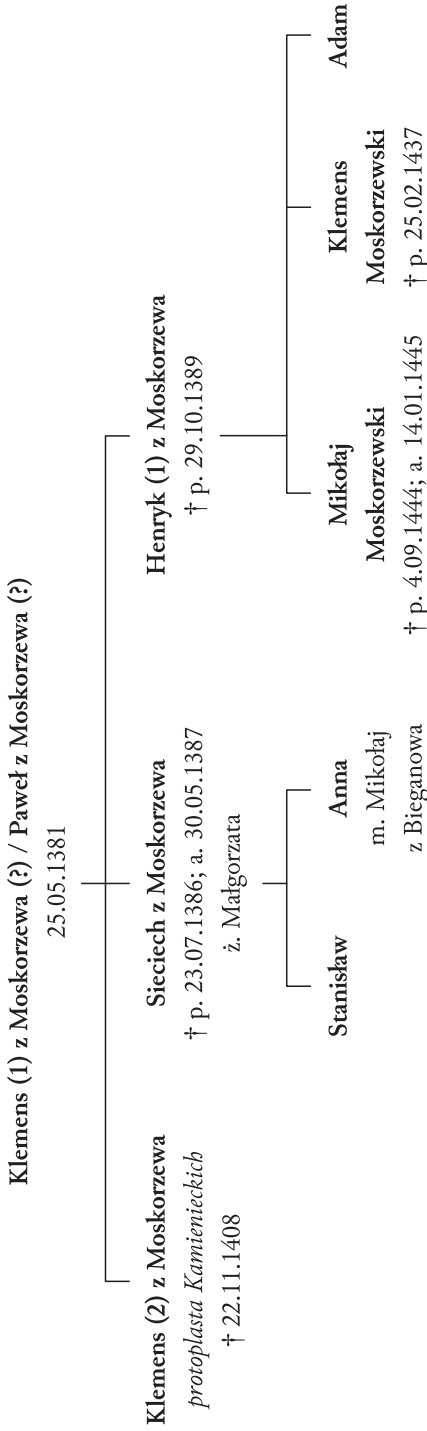 Klemens (1) z Moskorzewa (?) / Paweł z Moskorzewa (?)
25.05.1381
Klemens (2) z Moskorzewa
protoplasta Kamienieckich
† 22.11.1408
Sieciech z Moskorzewa
† p. 23.07.1386; a. 30.05.1387
ż. Małgorzata
Henryk (1) z Moskorzewa
† p. 29.10.1389
Stanisław
Anna
m. Mikołaj
z Bieganowa
Mikołaj
Moskorzewski
† p. 4.09.1444; a. 14.01.1445
Klemens
Moskorzewski
† p. 25.02.1437
Adam